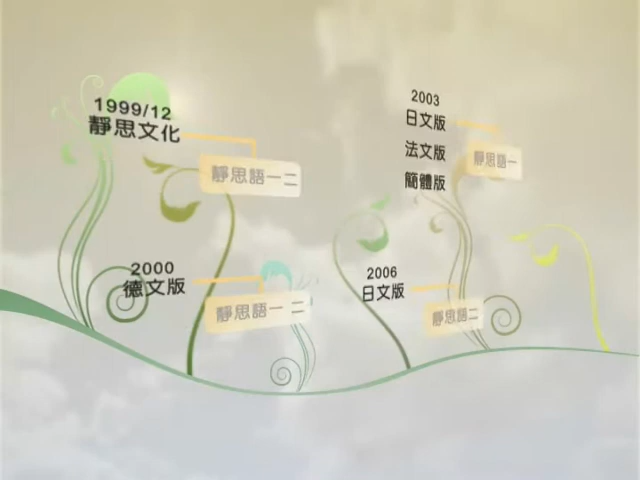 1999/12
靜思文化
靜思語一 二
2000
德文版
靜思語一 二
2003
日文版
法文版
簡體版
靜思語一
2006
日文版
靜思語二